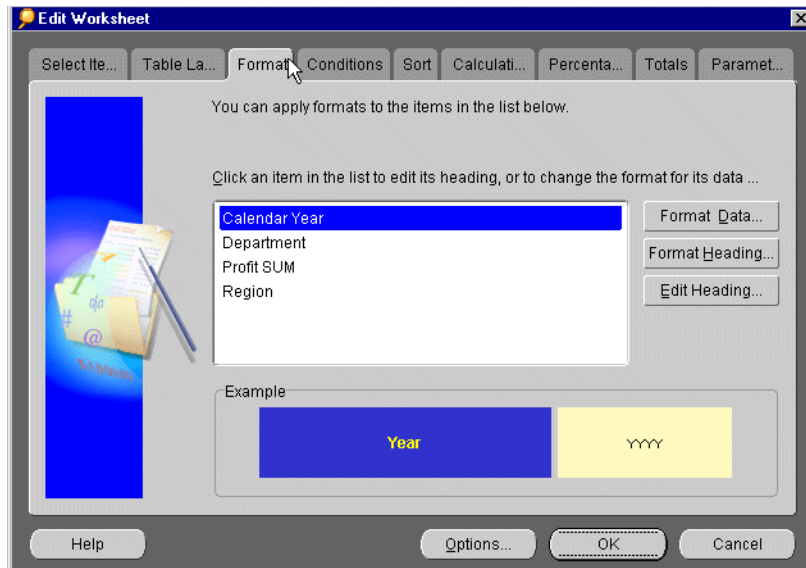 Edit Worksheet
Select Ite... Table La... Format Conditions Sort Calculati... Percenta... Totals Paramet...
You can apply formats to the items in the list below.
Click an item in the list to edit its heading, or to change the format for its data ...
Calendar Year
Department
Profit SUM
Region
Format Data...
Format Heading...
Edit Heading...
Example
Year YYYY
Help Options... OK Cancel